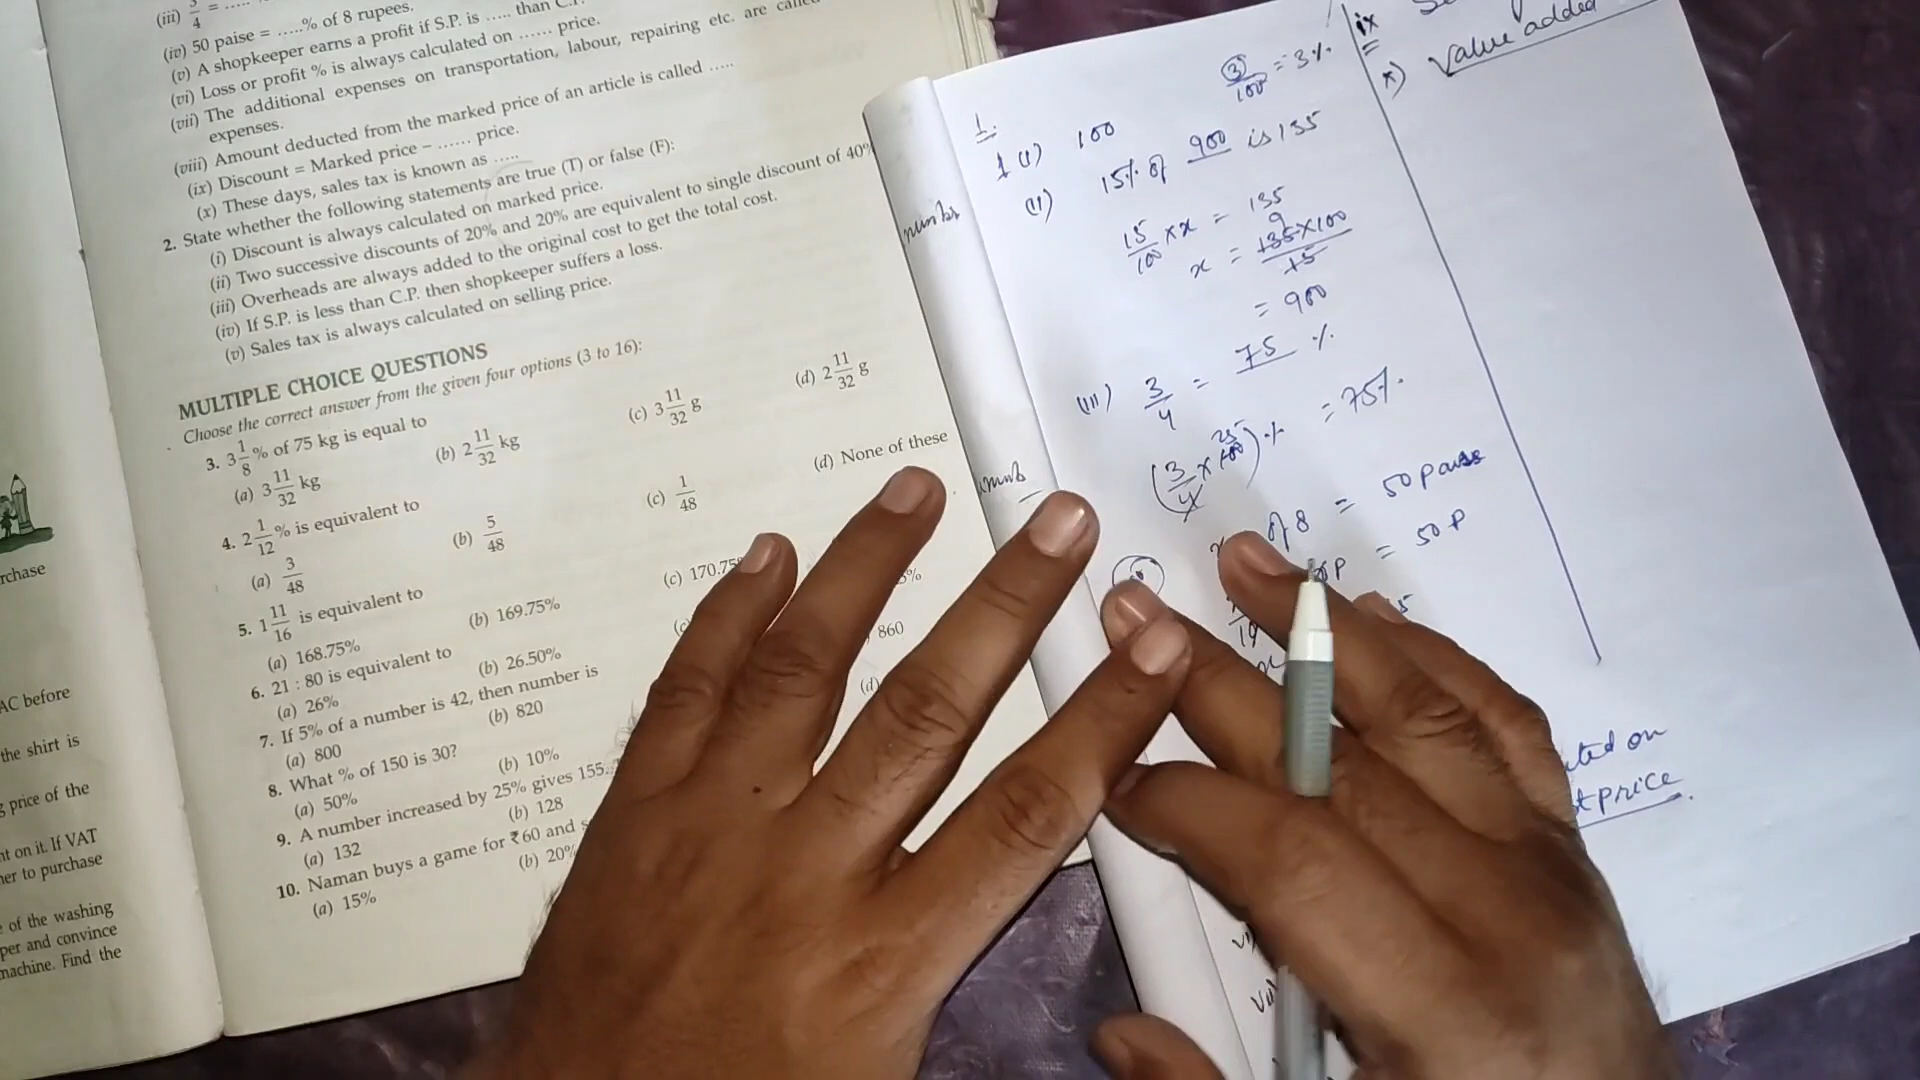 (iii) 3/4 = .....
(iv) 50 paise = .....% of 8 rupees.
(v) A shopkeeper earns a profit if S.P. is ..... than C.P.
(vi) Loss or profit % is always calculated on ...... price.
(vii) The additional expenses on transportation, labour, repairing etc. are called
expenses.
(viii) Amount deducted from the marked price of an article is called .....
(ix) Discount = Marked price – ...... price.
(x) These days, sales tax is known as .....
2. State whether the following statements are true (T) or false (F):
(i) Discount is always calculated on marked price.
(ii) Two successive discounts of 20% and 20% are equivalent to single discount of 40%
(iii) Overheads are always added to the original cost to get the total cost.
(iv) If S.P. is less than C.P. then shopkeeper suffers a loss.
(v) Sales tax is always calculated on selling price.
MULTIPLE CHOICE QUESTIONS
Choose the correct answer from the given four options (3 to 16):
3. 3 1/8 % of 75 kg is equal to
(a) 3 11/32 kg (b) 2 11/32 kg (c) 3 11/32 g (d) 2 11/32 g
4. 2 1/12 % is equivalent to
(a) 3/48 (b) 5/48 (c) 1/48 (d) None of these
5. 1 11/16 is equivalent to
(a) 168.75% (b) 169.75% (c) 170.75%
6. 21 : 80 is equivalent to
(a) 26% (b) 26.50%
7. If 5% of a number is 42, then number is
(a) 800 (b) 820 (d) 860
8. What % of 150 is 30?
(a) 50% (b) 10%
9. A number increased by 25% gives 155.
(a) 132 (b) 128
10. Naman buys a game for ₹60 and
(a) 15% (b) 20%
rchase
AC before
the shirt is
price of the
nt on it. If VAT
her to purchase
of the washing
per and convince
machine. Find the
3/100 = 3%
1.
1 (i) 100
(ii) 15% of 900 is 135
15/100 × x = 135
x = 135×100/15
9
= 900
(iii) 3/4 = 75 %
(3/4 × 100)% = 75%
25
x of 8 = 50 paise
xp = 50 P
ated on
t price.
ix
x) Value added